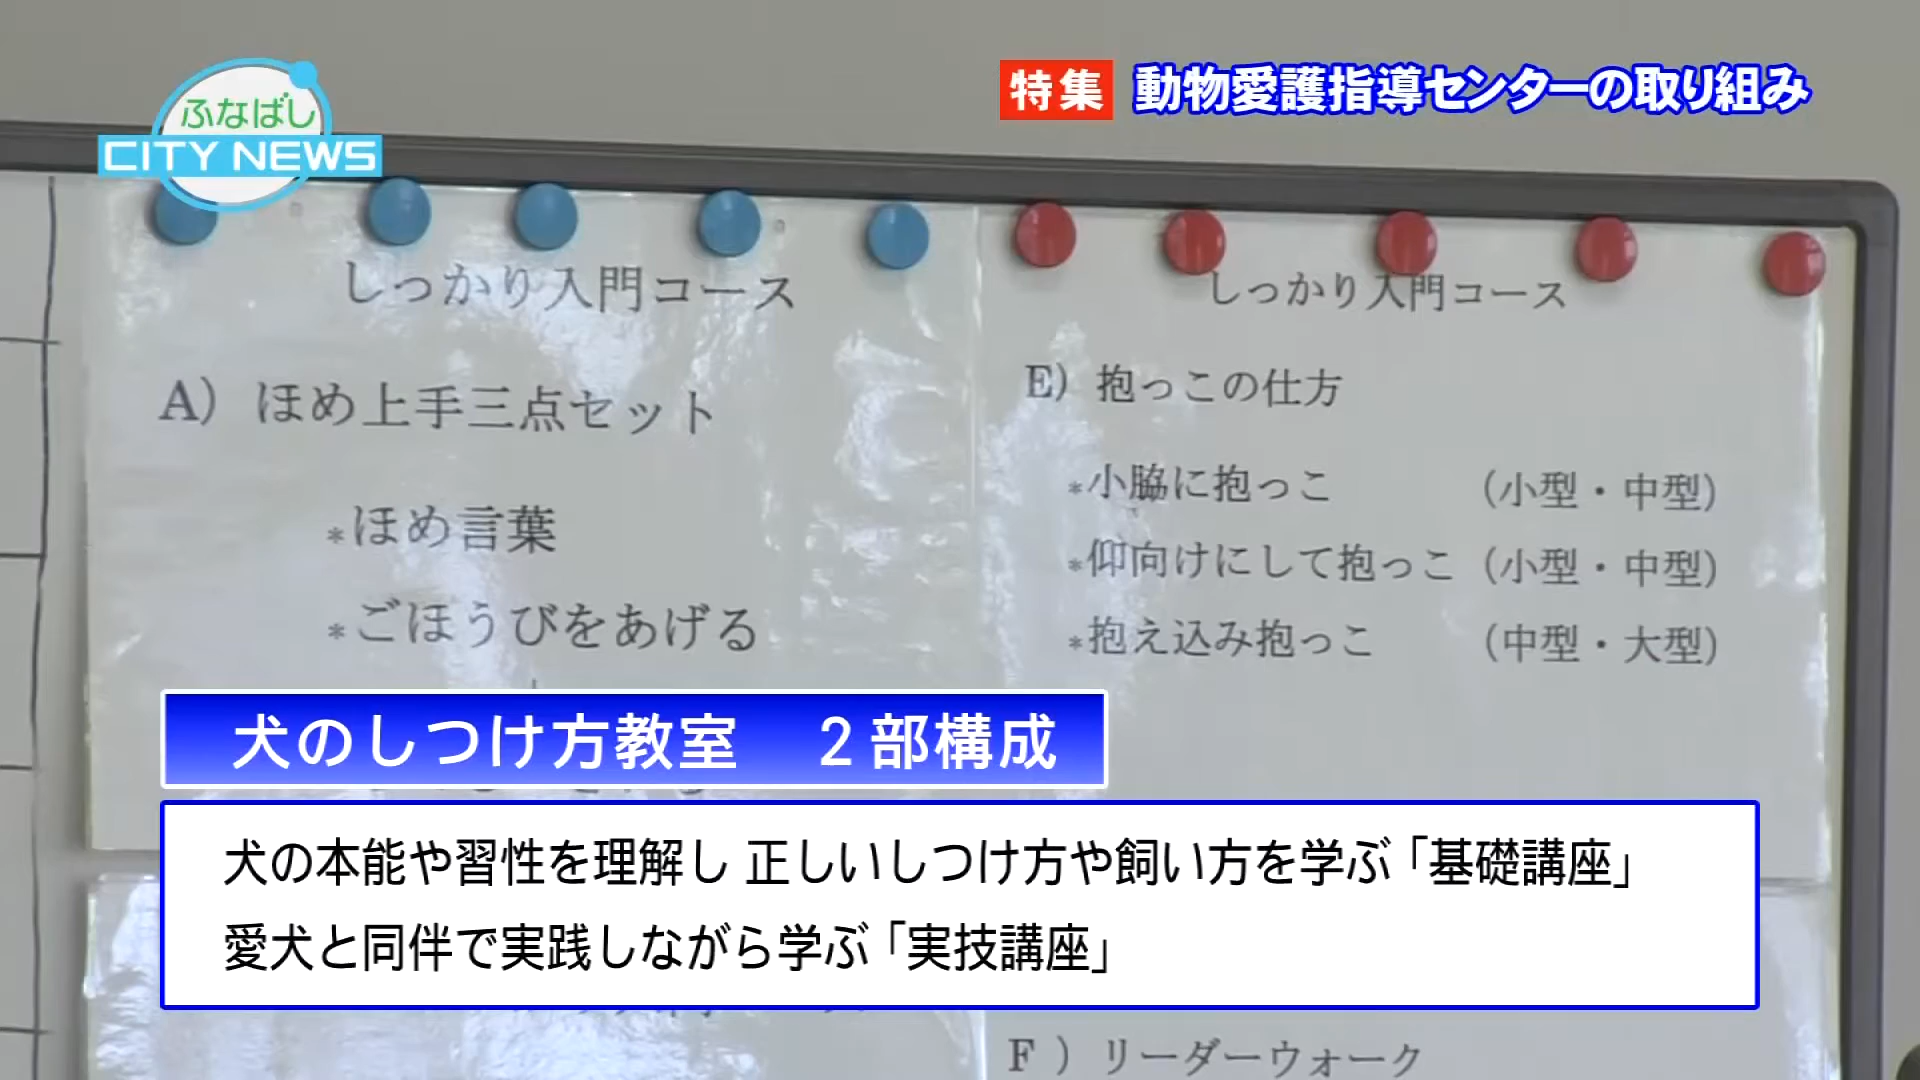 ふなばし
CITY NEWS
特集 動物愛護指導センターの取り組み
しっかり入門コース
A) ほめ上手三点セット
*ほめ言葉
*ごほうびをあげる
しっかり入門コース
E) 抱っこの仕方
*小脇に抱っこ (小型・中型)
*仰向けにして抱っこ (小型・中型)
*抱え込み抱っこ (中型・大型)
犬のしつけ方教室 2部構成
犬の本能や習性を理解し 正しいしつけ方や飼い方を学ぶ「基礎講座」
愛犬と同伴で実践しながら学ぶ「実技講座」
F ) リーダーウォーク